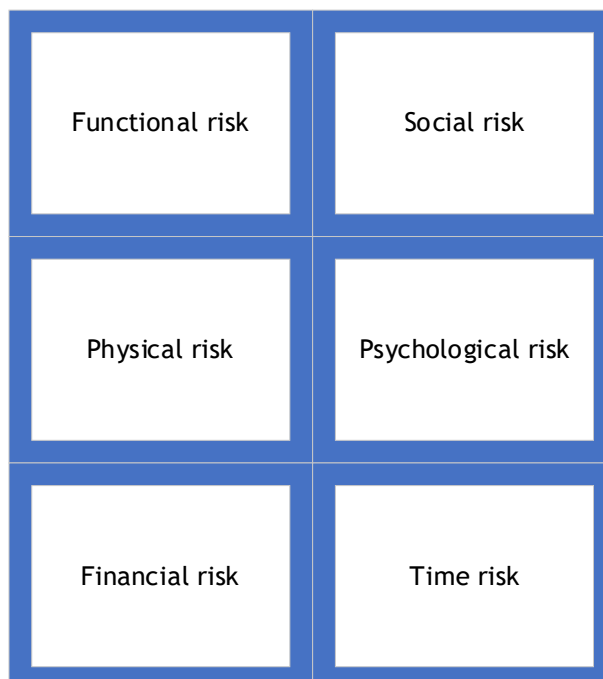 Functional risk
Social risk
Physical risk
Psychological risk
Financial risk
Time risk